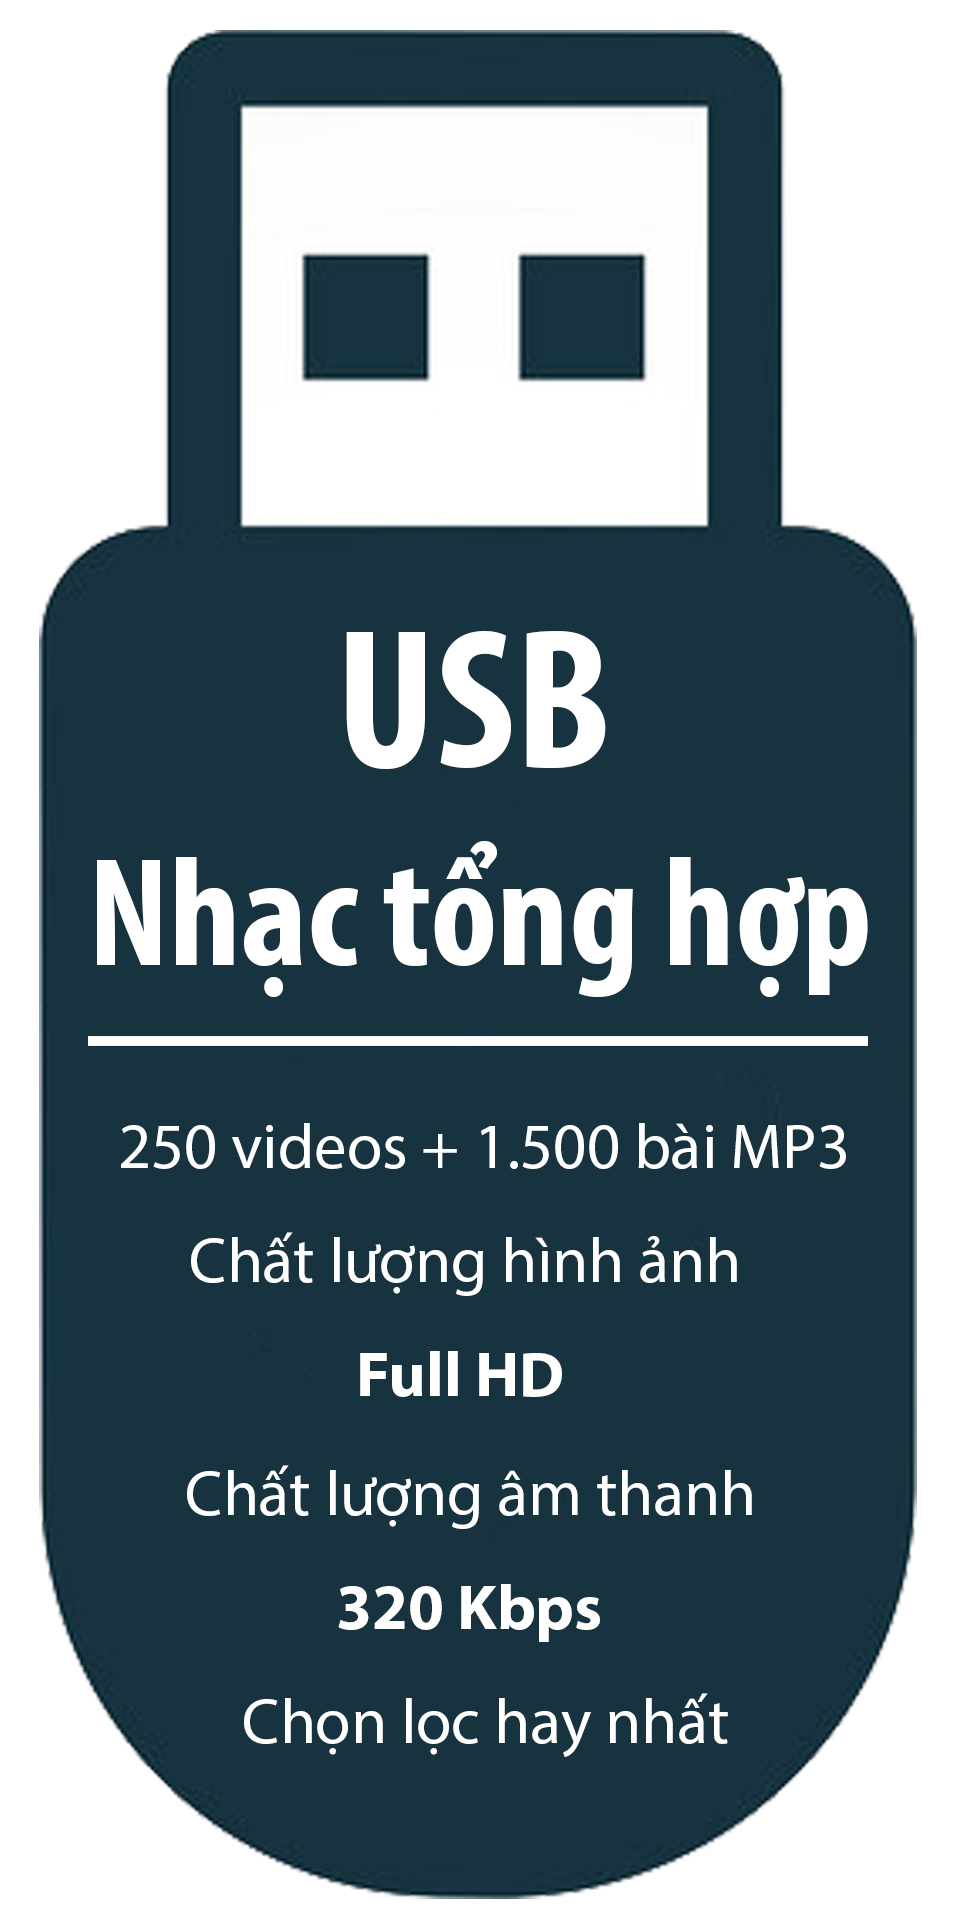 USB
Nhạc tổng hợp
250 videos + 1.500 bài MP3
Chất lượng hình ảnh
Full HD
Chất lượng âm thanh
320 Kbps
Chọn lọc hay nhất